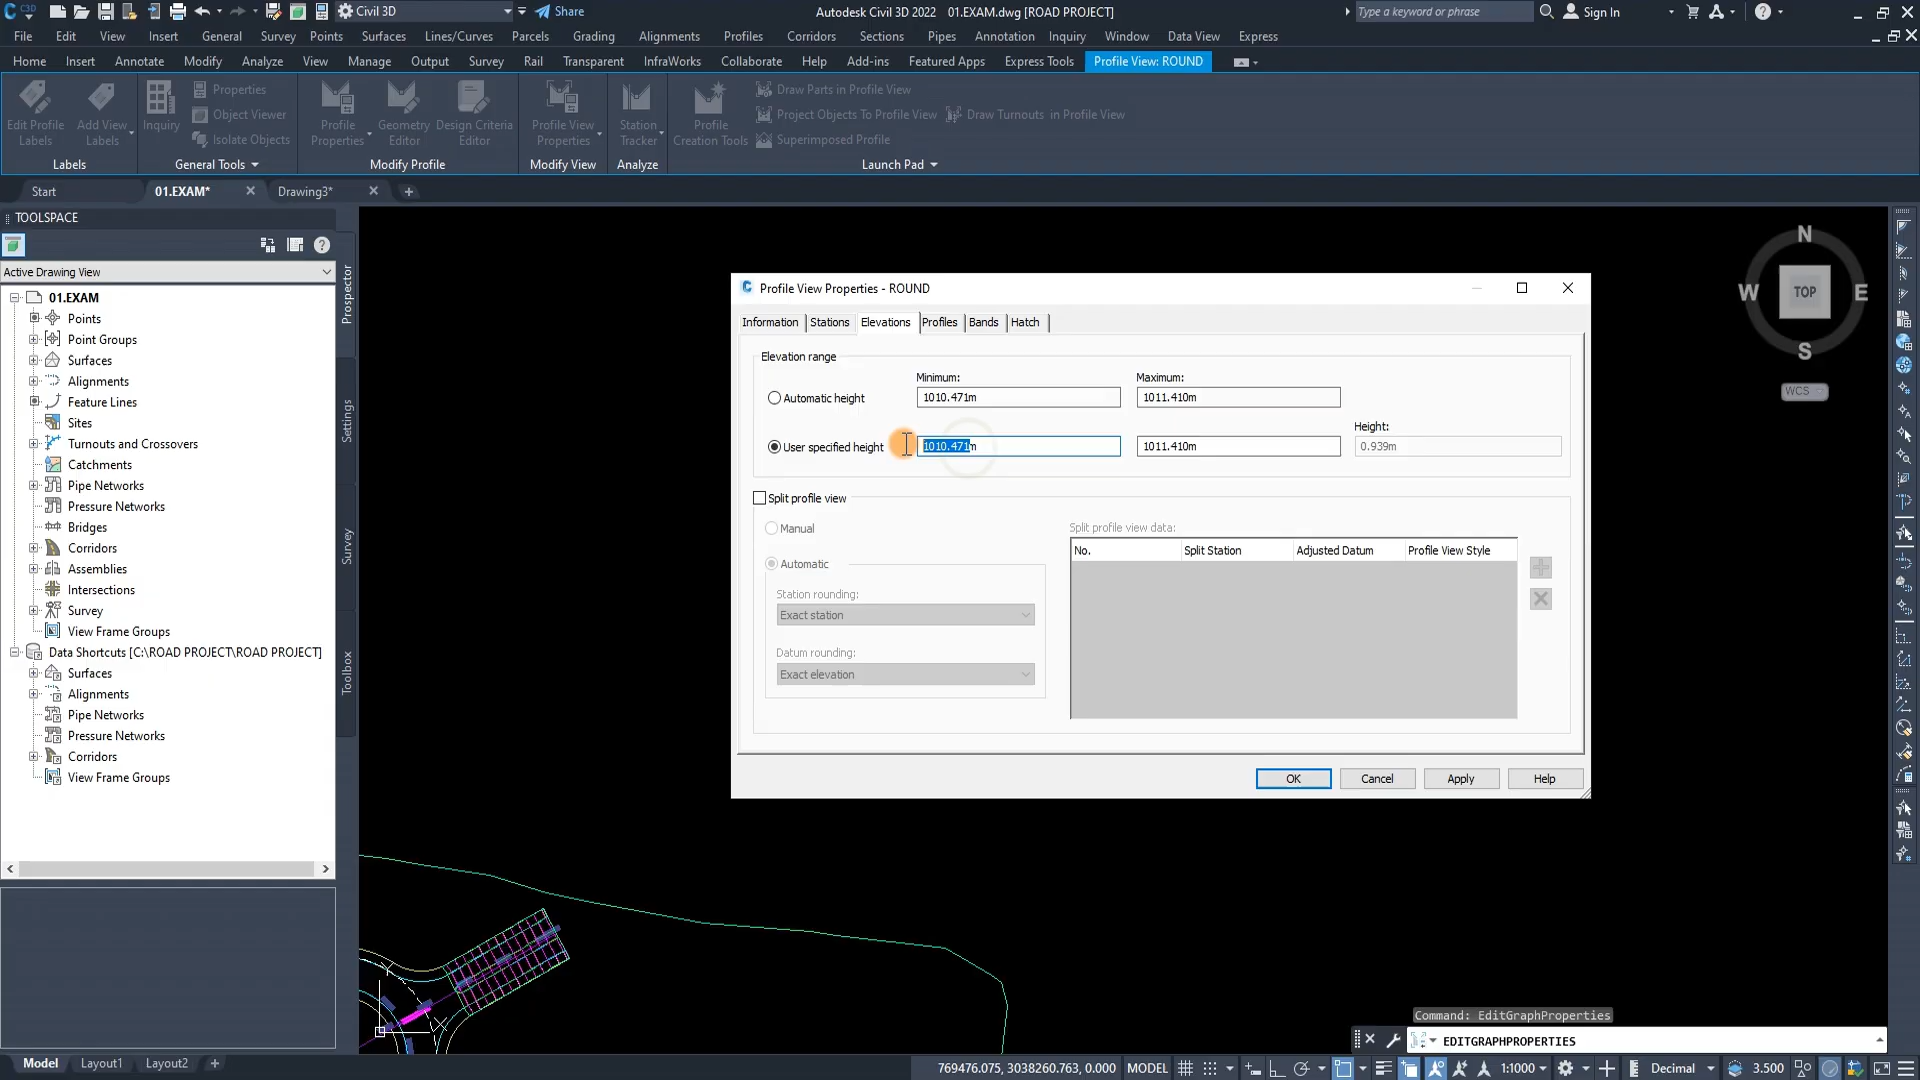 C3D
Civil 3D
Share
Autodesk Civil 3D 2022 01.EXAM.dwg [ROAD PROJECT]
Type a keyword or phrase
Sign In
File Edit View Insert General Survey Points Surfaces Lines/Curves Parcels Grading Alignments Profiles Corridors Sections Pipes Annotation Inquiry Window Data View Express
Home Insert Annotate Modify Analyze View Manage Output Survey Rail Transparent InfraWorks Collaborate Help Add-ins Featured Apps Express Tools Profile View: ROUND
Edit Profile
Labels
Add View
Labels
Inquiry
Properties
Object Viewer
Isolate Objects
Profile
Properties
Geometry
Editor
Design Criteria
Editor
Profile View
Properties
Station
Tracker
Profile
Creation Tools
Draw Parts in Profile View
Project Objects To Profile View
Draw Turnouts in Profile View
Superimposed Profile
Labels General Tools Modify Profile Modify View Analyze Launch Pad
Start 01.EXAM* Drawing3*
TOOLSPACE
Active Drawing View
01.EXAM
Points
Point Groups
Surfaces
Alignments
Feature Lines
Sites
Turnouts and Crossovers
Catchments
Pipe Networks
Pressure Networks
Bridges
Corridors
Assemblies
Intersections
Survey
View Frame Groups
Data Shortcuts [C:\ROAD PROJECT\ROAD PROJECT]
Surfaces
Alignments
Pipe Networks
Pressure Networks
Corridors
View Frame Groups
Prospector
Settings
Survey
Toolbox
Profile View Properties - ROUND
Information Stations Elevations Profiles Bands Hatch
Elevation range
Minimum: Maximum:
Automatic height 1010.471m 1011.410m
Height:
User specified height 1010.471m 1011.410m 0.939m
Split profile view
Manual
Automatic
Station rounding:
Exact station
Datum rounding:
Exact elevation
Split profile view data:
No. Split Station Adjusted Datum Profile View Style
OK Cancel Apply Help
N
W TOP E
S
WCS
Y
X
Command: EditGraphProperties
EDITGRAPHPROPERTIES
Model Layout1 Layout2
769476.075, 3038260.763, 0.000 MODEL 1:1000 Decimal 3.500